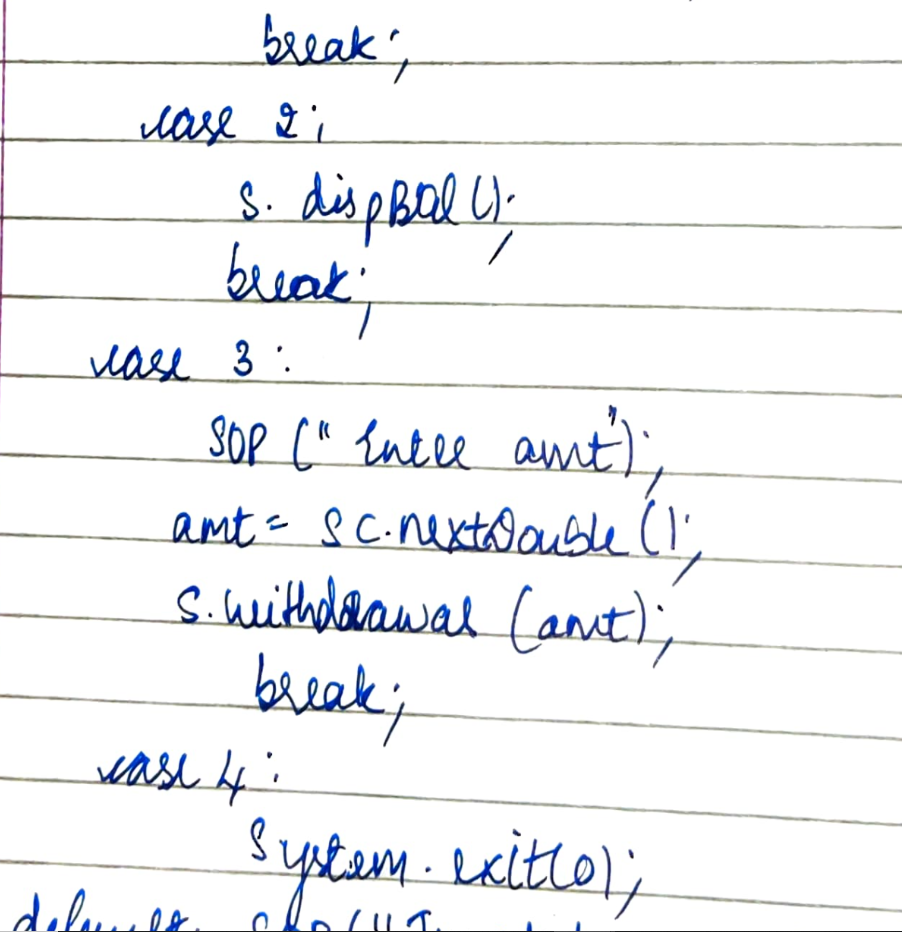 break;
case 2;
s. dispBal();
break;
case 3 :
SOP ("Enter amt");
amt = sc.nextDouble();
s.withdrawal (amt);
break;
case 4 :
System.exit(0);
default